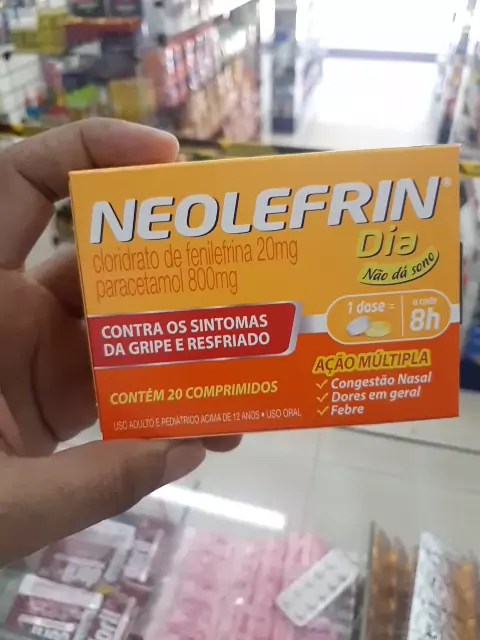 NEOLEFRIN®
Dia
Não dá sono
cloridrato de fenilefrina 20mg
paracetamol 800mg
1 dose =
a cada
8h
CONTRA OS SINTOMAS
DA GRIPE E RESFRIADO
AÇÃO MÚLTIPLA
✓ Congestão Nasal
✓ Dores em geral
✓ Febre
CONTÉM 20 COMPRIMIDOS
USO ADULTO E PEDIÁTRICO ACIMA DE 12 ANOS • USO ORAL